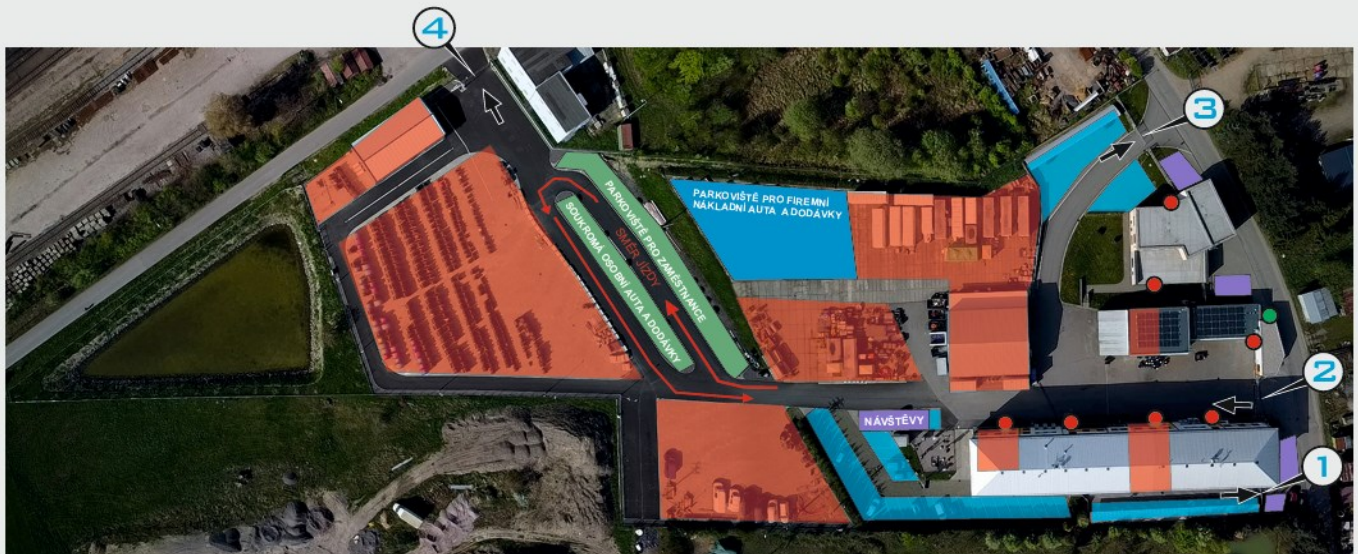 4
3
PARKOVIŠTĚ PRO FIREMNÍ
NÁKLADNÍ AUTA A DODÁVKY
PARKOVIŠTĚ PRO ZAMĚSTNANCE
SMĚR JÍZDY
SOUKROMÁ OSOBNÍ AUTA A DODÁVKY
2
NÁVŠTĚVY
1